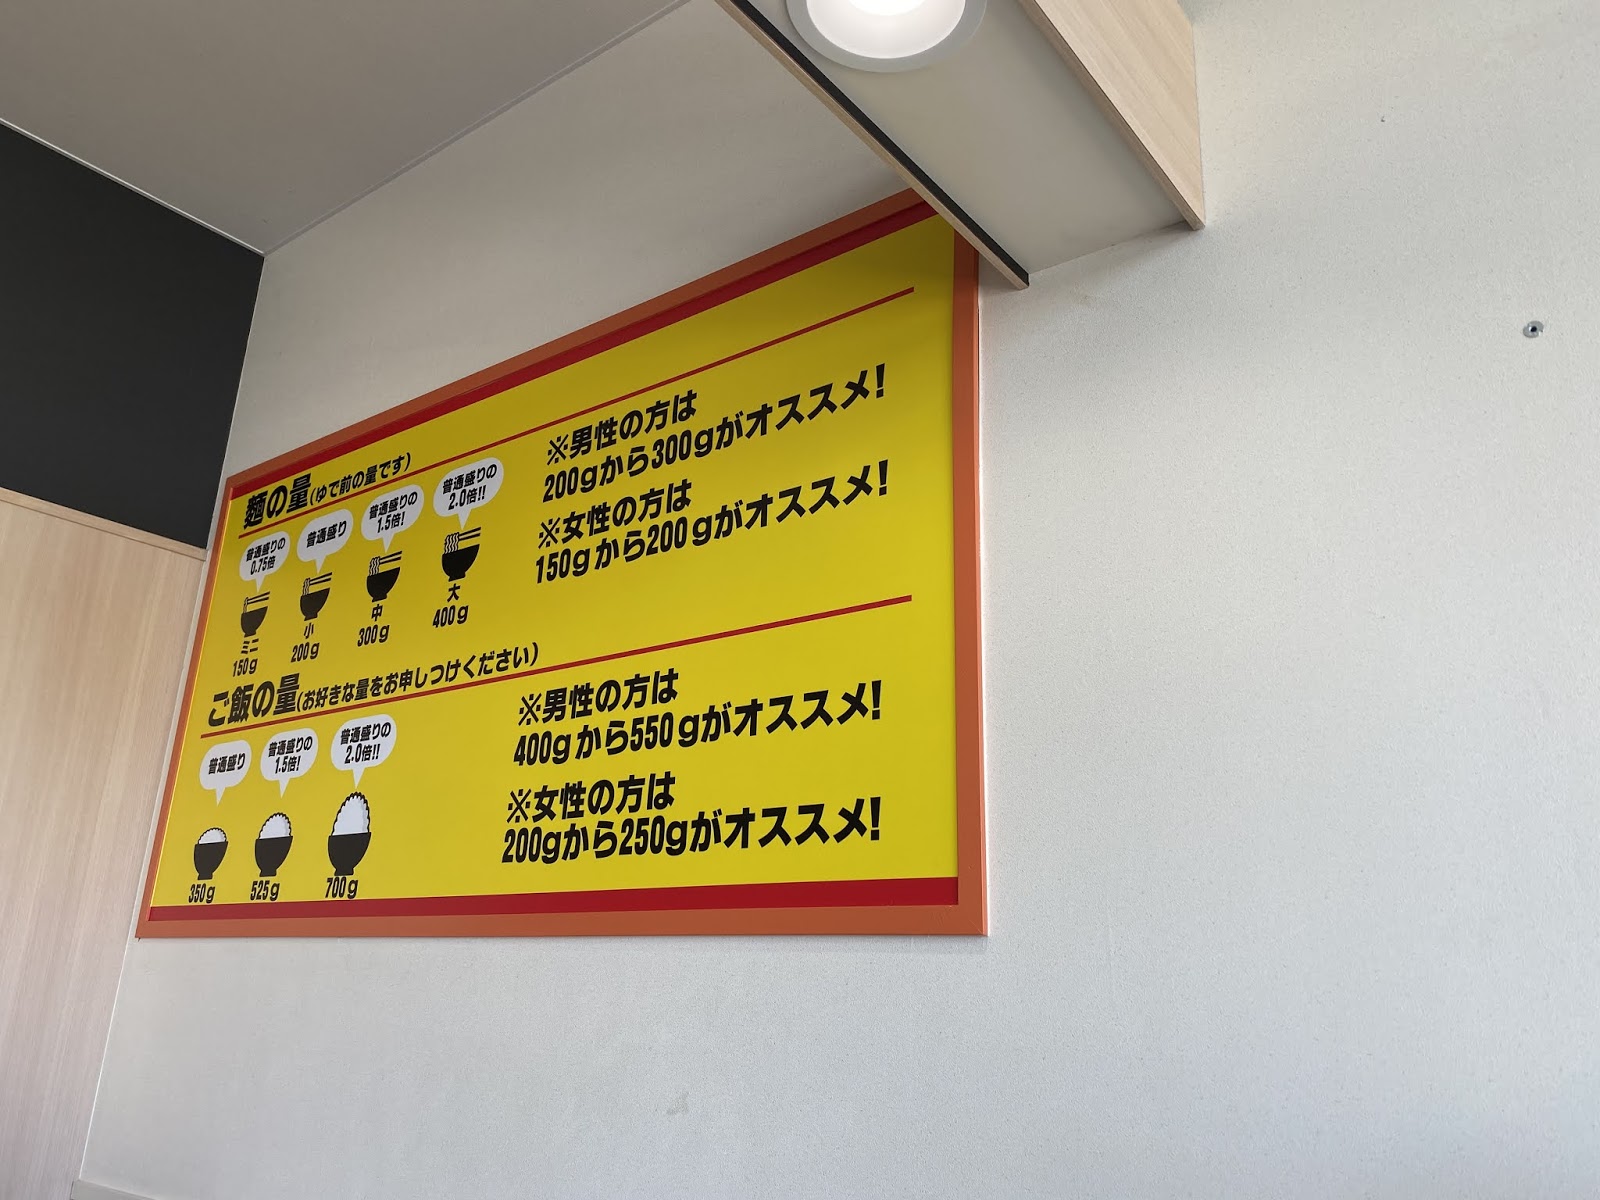 麺の量(ゆで前の量です)
普通盛りの
0.75倍
普通盛り
普通盛りの
1.5倍!
普通盛りの
2.0倍!!
ミニ
150g
小
200g
中
300g
大
400g
※男性の方は
200gから300gがオススメ!
※女性の方は
150gから200gがオススメ!
ご飯の量(お好きな量をお申しつけください)
普通盛り
普通盛りの
1.5倍!
普通盛りの
2.0倍!!
350g
525g
700g
※男性の方は
400gから550gがオススメ!
※女性の方は
200gから250gがオススメ!